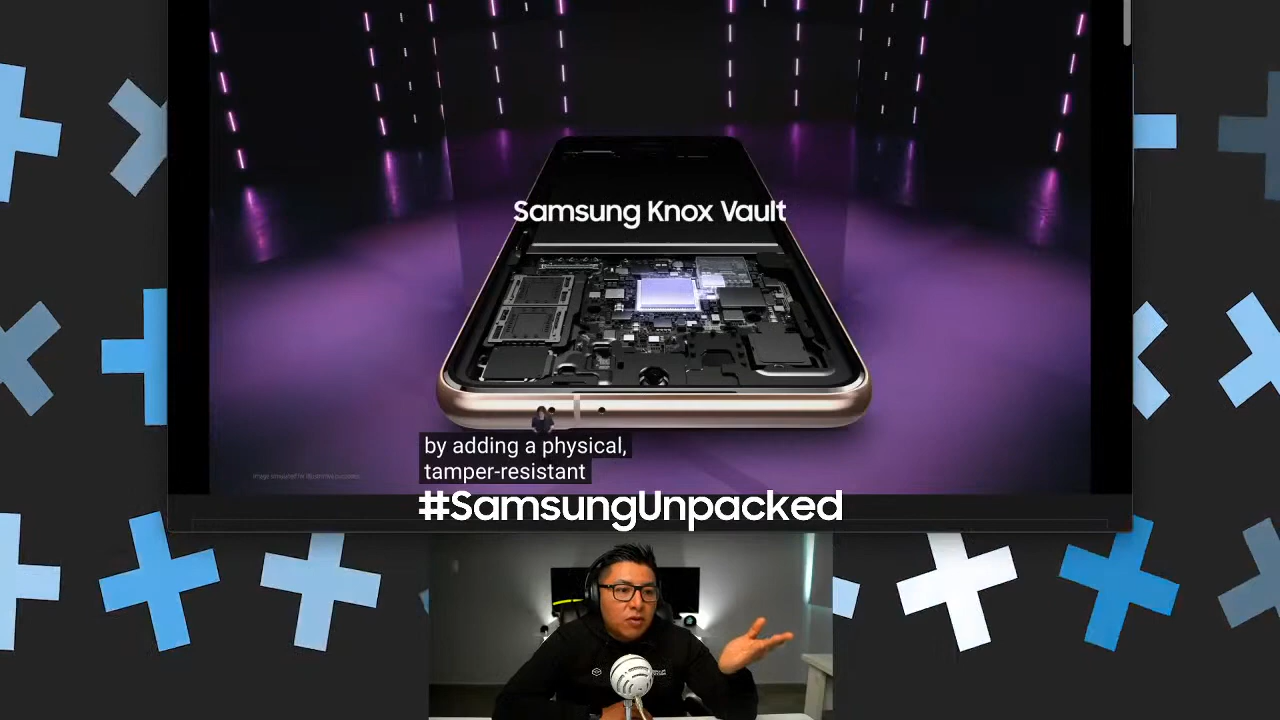 Samsung Knox Vault
by adding a physical,
tamper-resistant
#SamsungUnpacked